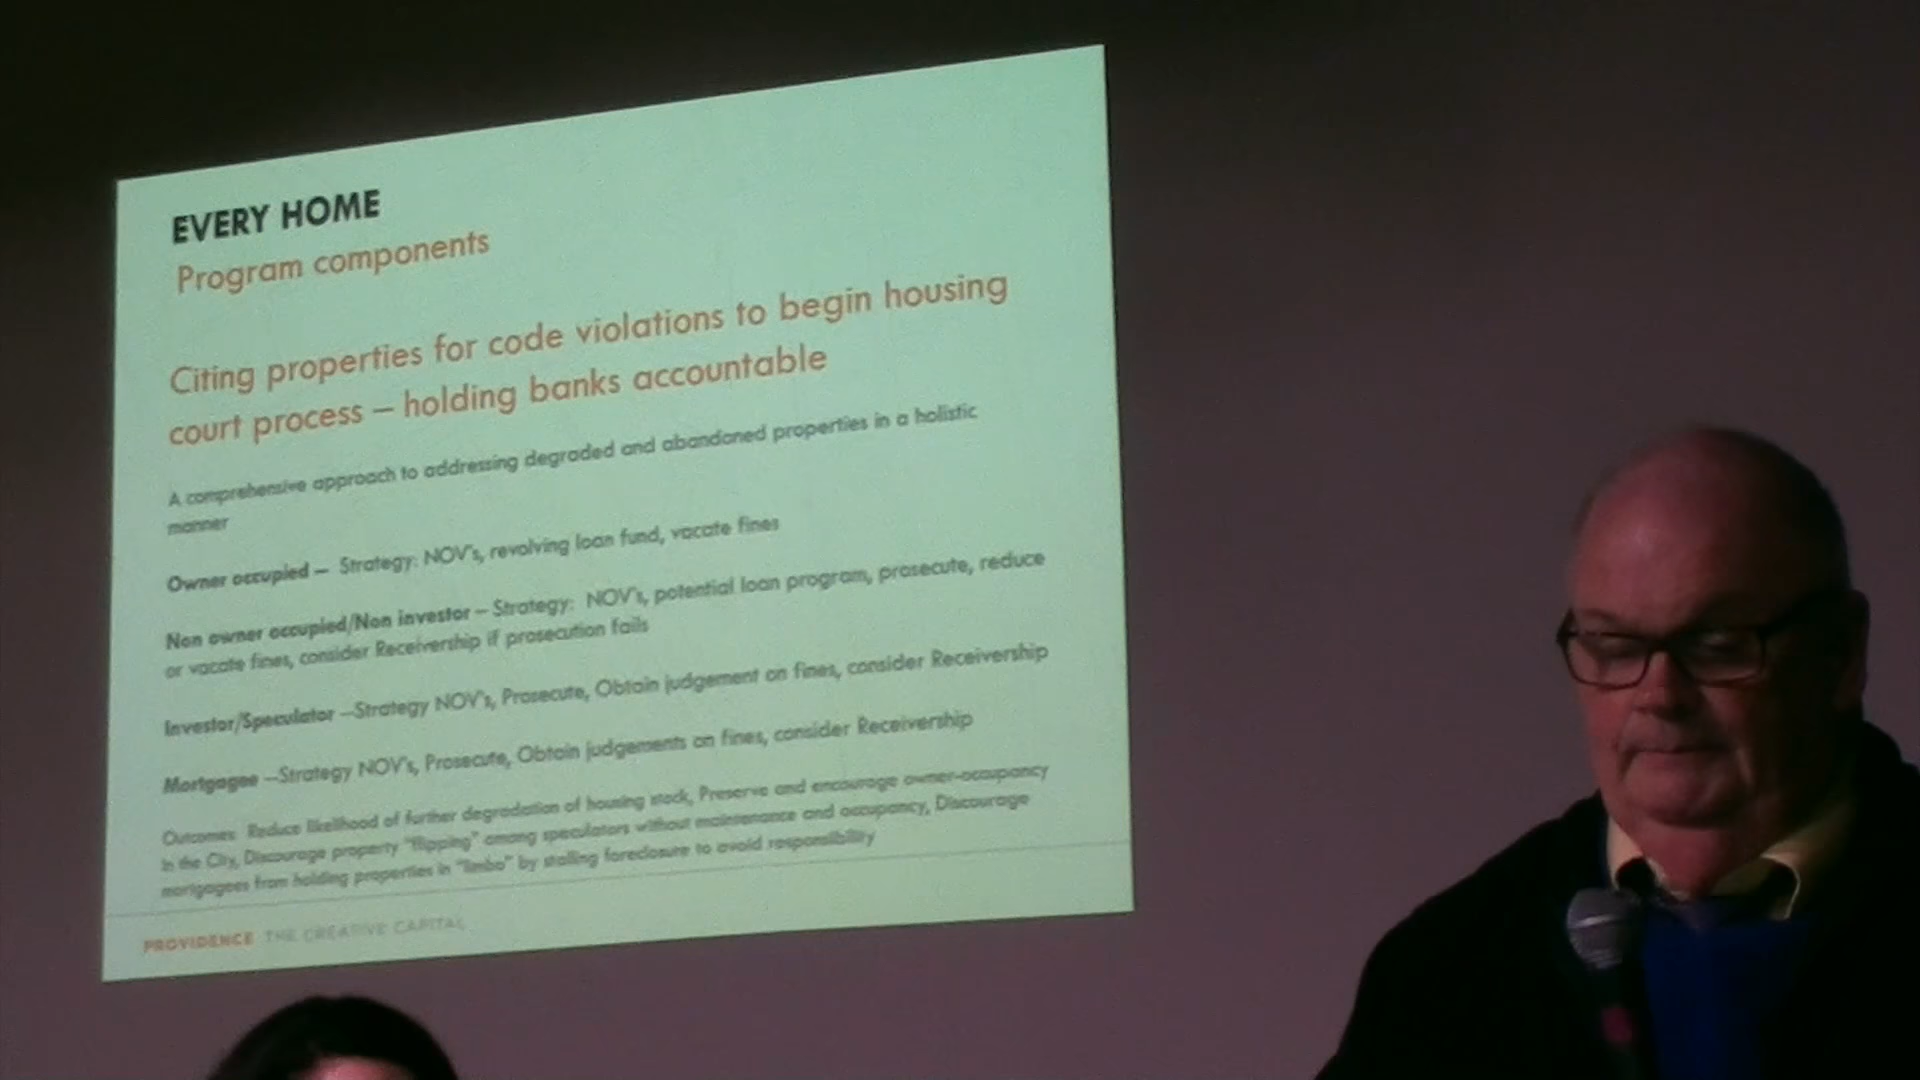 EVERY HOME
Program components
Citing properties for code violations to begin housing
court process – holding banks accountable
A comprehensive approach to addressing degraded and abandoned properties in a holistic
manner
Owner occupied – Strategy: NOV's, revolving loan fund, vacate fines
Non owner occupied/Non investor – Strategy: NOV's, potential loan program, prosecute, reduce
or vacate fines, consider Receivership if prosecution fails
Investor/Speculator –Strategy NOV's, Prosecute, Obtain judgement on fines, consider Receivership
Mortgagee –Strategy NOV's, Prosecute, Obtain judgements on fines, consider Receivership
Outcomes Reduce likelihood of further degradation of housing stock, Preserve and encourage owner-occupancy
in the City, Discourage property "flipping" among speculators without maintenance and occupancy, Discourage
mortgagees from holding properties in "limbo" by stalling foreclosure to avoid responsibility
PROVIDENCE THE CREATIVE CAPITAL